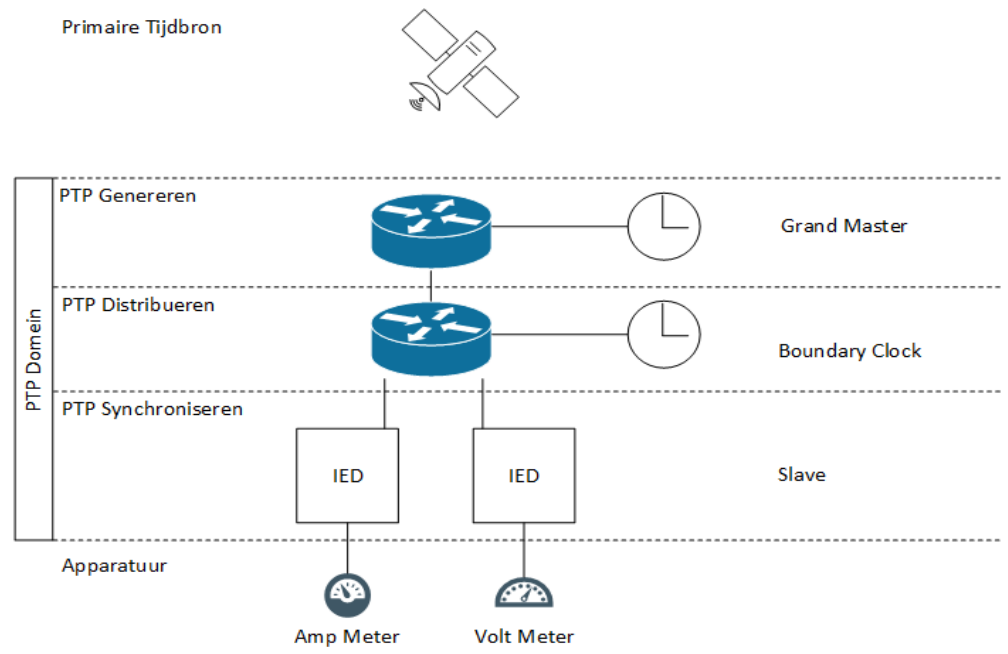 Primaire Tijdbron
PTP Domein
PTP Genereren
Grand Master
PTP Distribueren
Boundary Clock
PTP Synchroniseren
IED
IED
Slave
Apparatuur
Amp Meter
Volt Meter